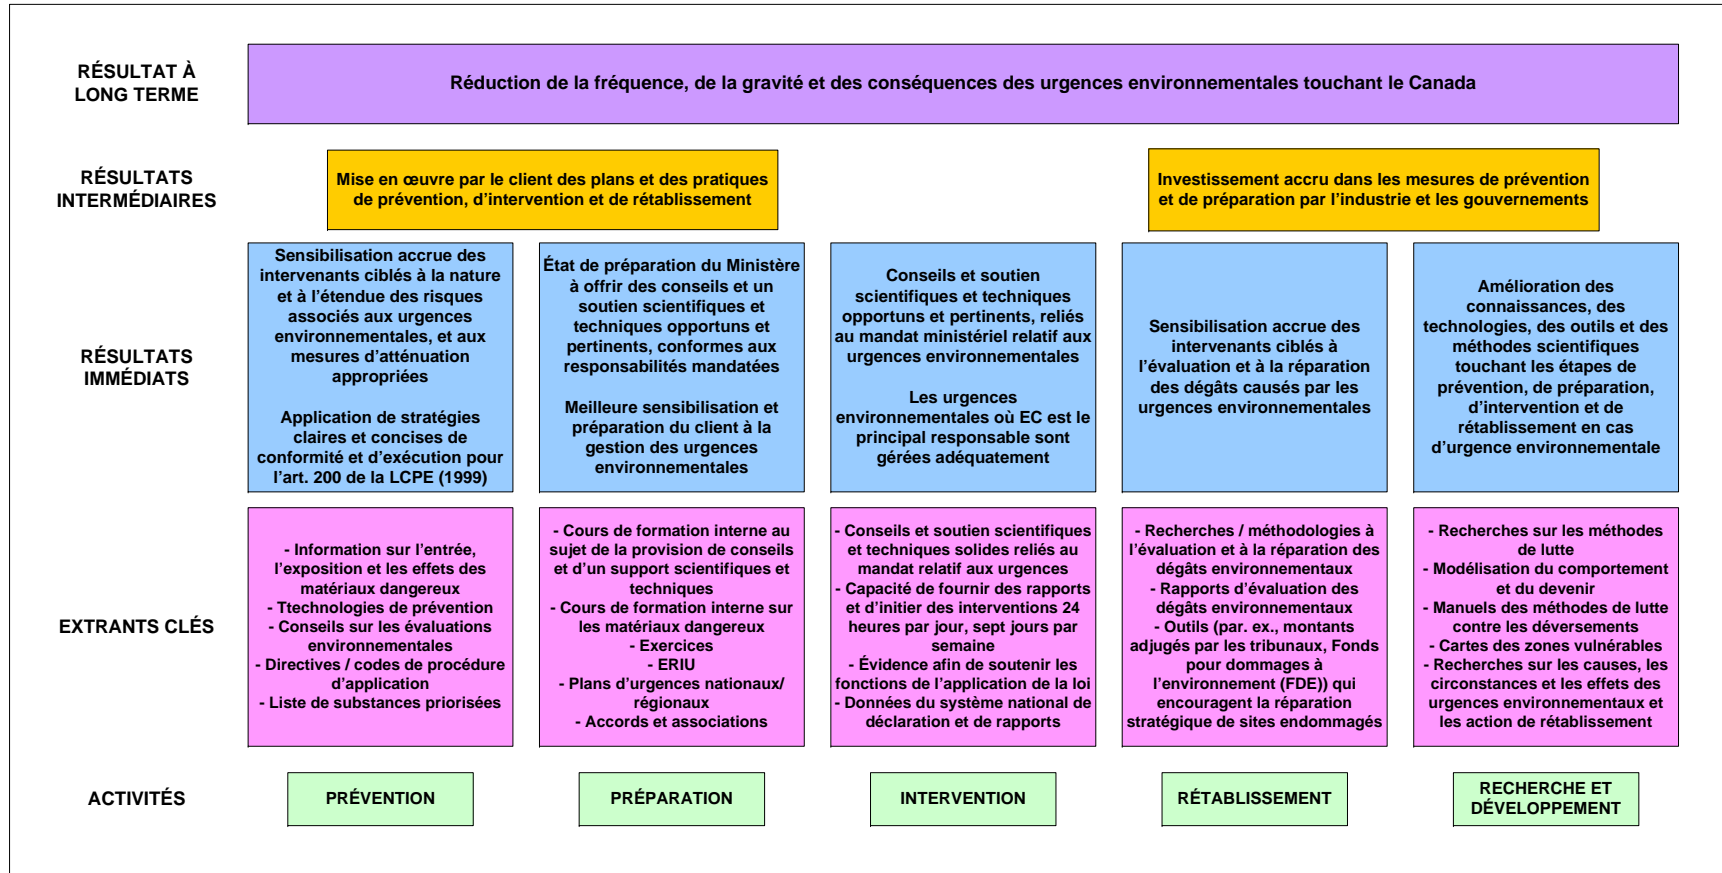 RÉSULTAT À
LONG TERME
Réduction de la fréquence, de la gravité et des conséquences des urgences environnementales touchant le Canada
RÉSULTATS
INTERMÉDIAIRES
Mise en œuvre par le client des plans et des pratiques
de prévention, d’intervention et de rétablissement
Investissement accru dans les mesures de prévention
et de préparation par l’industrie et les gouvernements
RÉSULTATS
IMMÉDIATS
Sensibilisation accrue des
intervenants ciblés à la nature
et à l’étendue des risques
associés aux urgences
environnementales, et aux
mesures d’atténuation
appropriées
Application de stratégies
claires et concises de
conformité et d’exécution pour
l’art. 200 de la LCPE (1999)
État de préparation du Ministère
à offrir des conseils et un
soutien scientifiques et
techniques opportuns et
pertinents, conformes aux
responsabilités mandatées
Meilleure sensibilisation et
préparation du client à la
gestion des urgences
environnementales
Conseils et soutien
scientifiques et techniques
opportuns et pertinents, reliés
au mandat ministériel relatif aux
urgences environnementales
Les urgences
environnementales où EC est le
principal responsable sont
gérées adéquatement
Sensibilisation accrue des
intervenants ciblés à
l’évaluation et à la réparation
des dégâts causés par les
urgences environnementales
Amélioration des
connaissances, des
technologies, des outils et des
méthodes scientifiques
touchant les étapes de
prévention, de préparation,
d’intervention et de
rétablissement en cas
d’urgence environnementale
EXTRANTS CLÉS
- Information sur l’entrée,
l’exposition et les effets des
matériaux dangereux
- Ttechnologies de prévention
- Conseils sur les évaluations
environnementales
- Directives / codes de procédure
d’application
- Liste de substances priorisées
- Cours de formation interne au
sujet de la provision de conseils
et d’un support scientifiques et
techniques
- Cours de formation interne sur
les matériaux dangereux
- Exercices
- ERIU
- Plans d’urgences nationaux/
régionaux
- Accords et associations
- Conseils et soutien scientifiques
et techniques solides reliés au
mandat relatif aux urgences
- Capacité de fournir des rapports
et d’initier des interventions 24
heures par jour, sept jours par
semaine
- Évidence afin de soutenir les
fonctions de l’application de la loi
- Données du système national de
déclaration et de rapports
- Recherches / méthodologies à
l’évaluation et à la réparation des
dégâts environnementaux
- Rapports d’évaluation des
dégâts environnementaux
- Outils (par. ex., montants
adjugés par les tribunaux, Fonds
pour dommages à
l’environnement (FDE)) qui
encouragent la réparation
stratégique de sites endommagés
- Recherches sur les méthodes
de lutte
- Modélisation du comportement
et du devenir
- Manuels des méthodes de lutte
contre les déversements
- Cartes des zones vulnérables
- Recherches sur les causes, les
circonstances et les effets des
urgences environnementaux et
les action de rétablissement
ACTIVITÉS
PRÉVENTION
PRÉPARATION
INTERVENTION
RÉTABLISSEMENT
RECHERCHE ET
DÉVELOPPEMENT